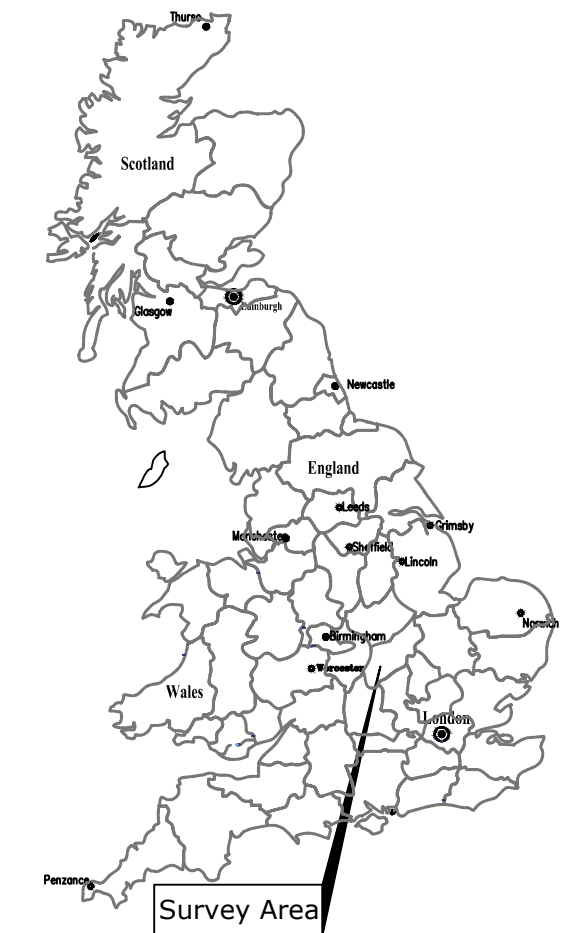 Thurso
Scotland
Edinburgh
Glasgow
Newcastle
England
Leeds
Grimsby
Manchester
Sheffield
Lincoln
Norwich
Birmingham
Worcester
Wales
London
Penzance
Survey Area